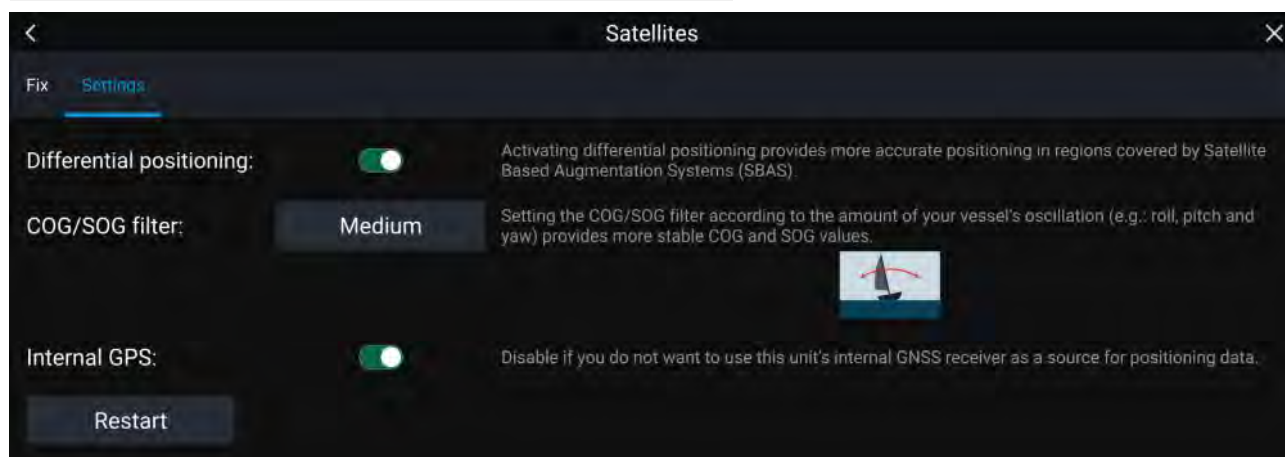 Satellites
Fix Settings
Differential positioning:
Activating differential positioning provides more accurate positioning in regions covered by Satellite
Based Augmentation Systems (SBAS).
COG/SOG filter:
Medium
Setting the COG/SOG filter according to the amount of your vessel's oscillation (e.g.: roll, pitch and
yaw) provides more stable COG and SOG values.
Internal GPS:
Disable if you do not want to use this unit's internal GNSS receiver as a source for positioning data.
Restart